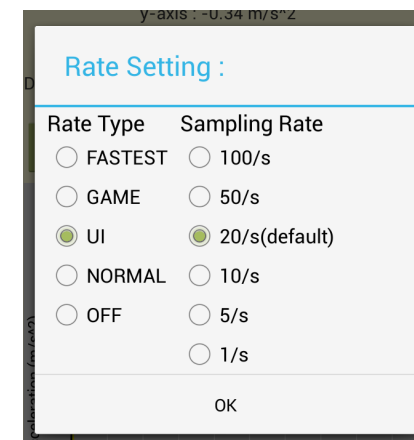 y-axis : -0.34 m/s^2
Rate Setting :
Rate Type Sampling Rate
FASTEST 100/s
GAME 50/s
UI 20/s(default)
NORMAL 10/s
OFF 5/s
1/s
OK
(m/s^2)